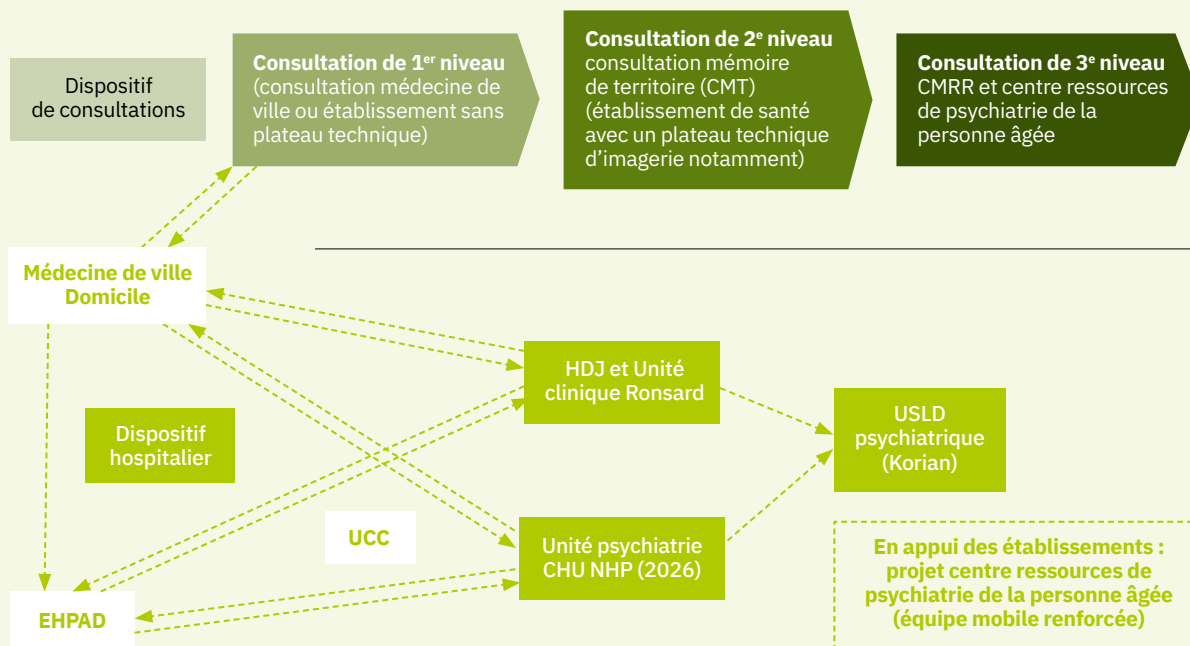 Dispositif
de consultations
Consultation de 1er niveau
(consultation médecine de
ville ou établissement sans
plateau technique)
Consultation de 2e niveau
consultation mémoire
de territoire (CMT)
(établissement de santé
avec un plateau technique
d’imagerie notamment)
Consultation de 3e niveau
CMRR et centre ressources
de psychiatrie de la
personne âgée
Médecine de ville
Domicile
HDJ et Unité
clinique Ronsard
USLD
psychiatrique
(Korian)
Dispositif
hospitalier
UCC
Unité psychiatrie
CHU NHP (2026)
EHPAD
En appui des établissements :
projet centre ressources de
psychiatrie de la personne âgée
(équipe mobile renforcée)